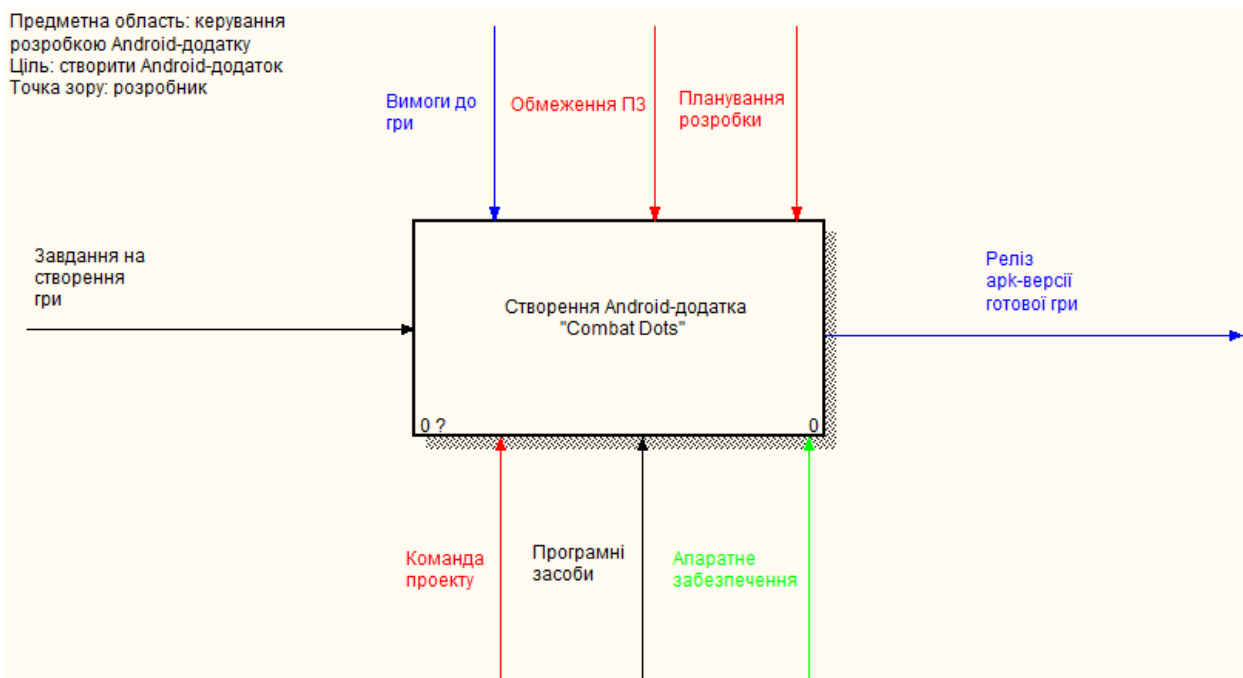 Предметна область: керування
розробкою Android-додатку
Ціль: створити Android-додаток
Точка зору: розробник
Вимоги до
гри
Обмеження ПЗ
Планування
розробки
Завдання на
створення
гри
Створення Android-додатка
"Combat Dots"
0 ?
0
Реліз
apk-версії
готової гри
Команда
проекту
Програмні
засоби
Апаратне
забезпечення